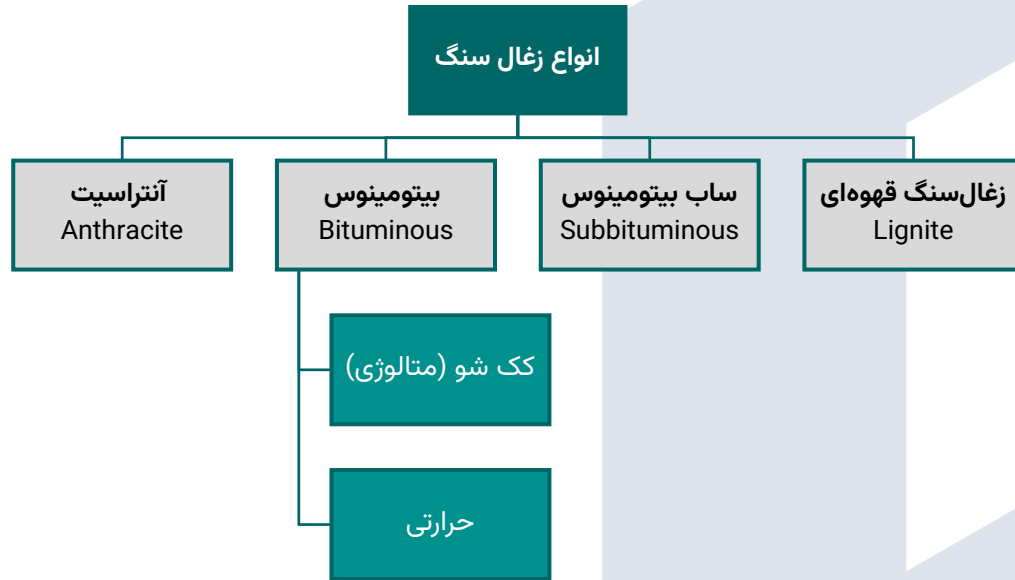 انواع زغال سنگ
زغال‌سنگ قهوه‌ای
Lignite
ساب بیتومینوس
Subbituminous
بیتومینوس
Bituminous
آنتراسیت
Anthracite
کک شو (متالوژی)
حرارتی